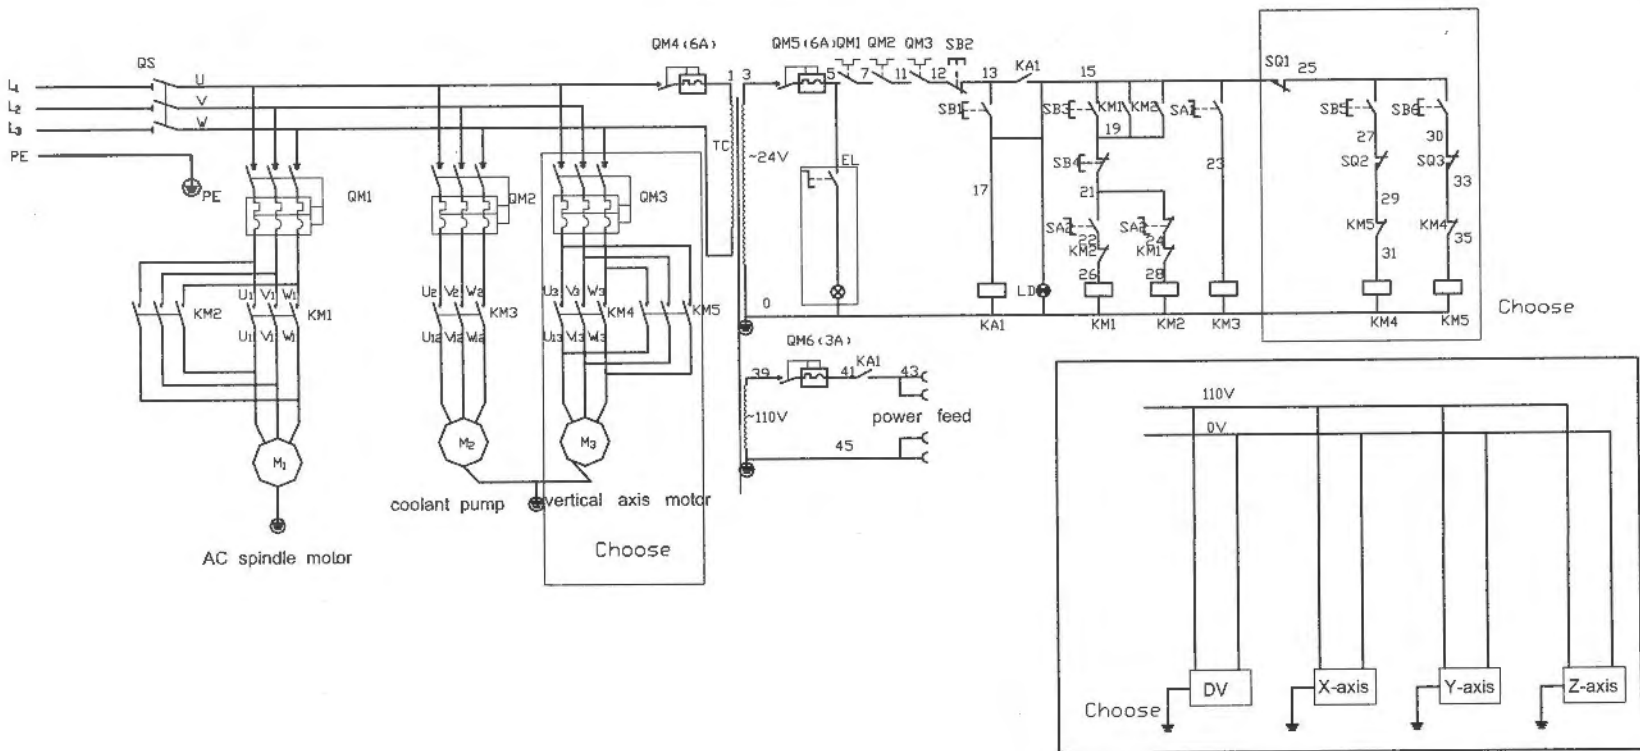 QM4(6A) QM5(6A) QM1 QM2 QM3 SB2
L1 QS U 1 3 5 7 11 12 13 KA1 15 SQ1 25
L2 V
L3 W
SB1 SB3 KM1 KM2 SA1 SB5 SB6
19 27 30
PE TC ~24V EL SB4 23 SQ2 SQ3
PE QM1 QM2 QM3 17 21 29 33
SA2 SA2
22 24 KM5 KM4 35
KM2 KM1 31
26 28
U1 V1 W1 U2 V2 W2 U3 V3 W3 0 LD
KM2 KM1 KM3 KM4 KM5 Choose
U11 V11 W11 U12 V12 W12 U13 V13 W13 KA1 KM1 KM2 KM3 KM4 KM5
QM6(3A)
39 41 KA1 43
110V
~110V power feed
0V
M1 M2 M3 45
coolant pump vertical axis motor
AC spindle motor Choose
DV X-axis Y-axis Z-axis
Choose